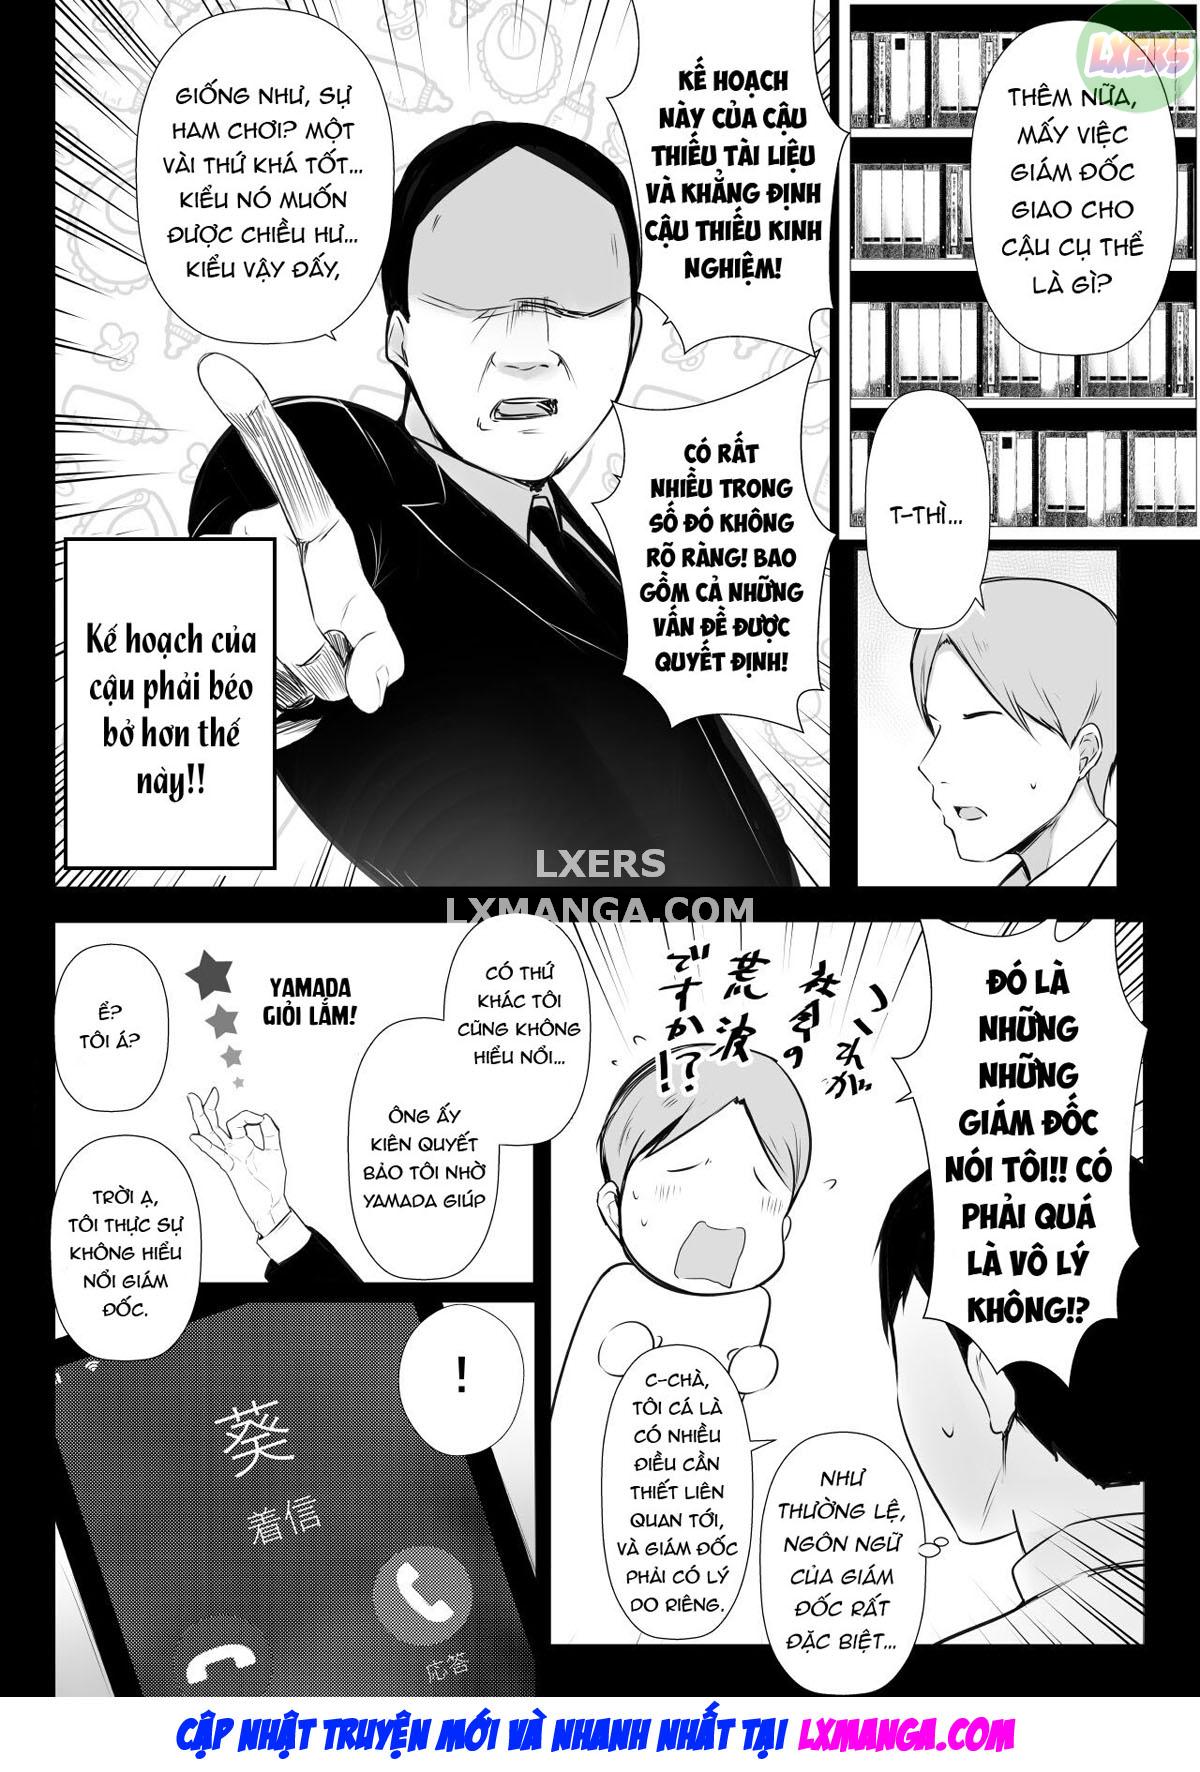 LXERS
THÊM NỮA,
MẤY VIỆC
GIÁM ĐỐC
GIAO CHO
CẬU CỤ THỂ
LÀ GÌ?
T-THÌ...
KẾ HOẠCH
NÀY CỦA CẬU
THIẾU TÀI LIỆU
VÀ KHẲNG ĐỊNH
CẬU THIẾU KINH
NGHIỆM!
CÓ RẤT
NHIỀU TRONG
SỐ ĐÓ KHÔNG
RÕ RÀNG! BAO
GỒM CẢ NHỮNG
VẤN ĐỀ ĐƯỢC
QUYẾT ĐỊNH!
GIỐNG NHƯ, SỰ
HAM CHƠI? MỘT
VÀI THỨ KHÁ TỐT...
KIỂU NÓ MUỐN
ĐƯỢC CHIỀU HƯ...
KIỂU VẬY ĐẤY,
Kế hoạch của
cậu phải béo
bở hơn thế
này!!
LXERS
LXMANGA.COM
ĐÓ LÀ
NHỮNG
NHỮNG
GIÁM ĐỐC
NÓI TÔI!! CÓ
PHẢI QUÁ
LÀ VÔ LÝ
KHÔNG!?
荒波
ですか!?
NHƯ
THƯỜNG LỆ,
NGÔN NGỮ
CỦA GIÁM
ĐỐC RẤT
ĐẶC BIỆT...
C-CHÀ,
TÔI CÁ LÀ
CÓ NHIỀU
ĐIỀU CẦN
THIẾT LIÊN
QUAN TỚI,
VÀ GIÁM ĐỐC
PHẢI CÓ LÝ
DO RIÊNG.
CÓ THỨ
KHÁC TÔI
CŨNG KHÔNG
HIỂU NỔI...
ÔNG ẤY
KIÊN QUYẾT
BẢO TÔI NHỜ
YAMADA GIÚP
YAMADA
GIỎI LẮM!
Ể?
TÔI Á?
TRỜI Ạ,
TÔI THỰC SỰ
KHÔNG HIỂU
NỔI GIÁM
ĐỐC.
!
葵
着信
応答
CẬP NHẬT TRUYỆN MỚI VÀ NHANH NHẤT TẠI LXMANGA.COM